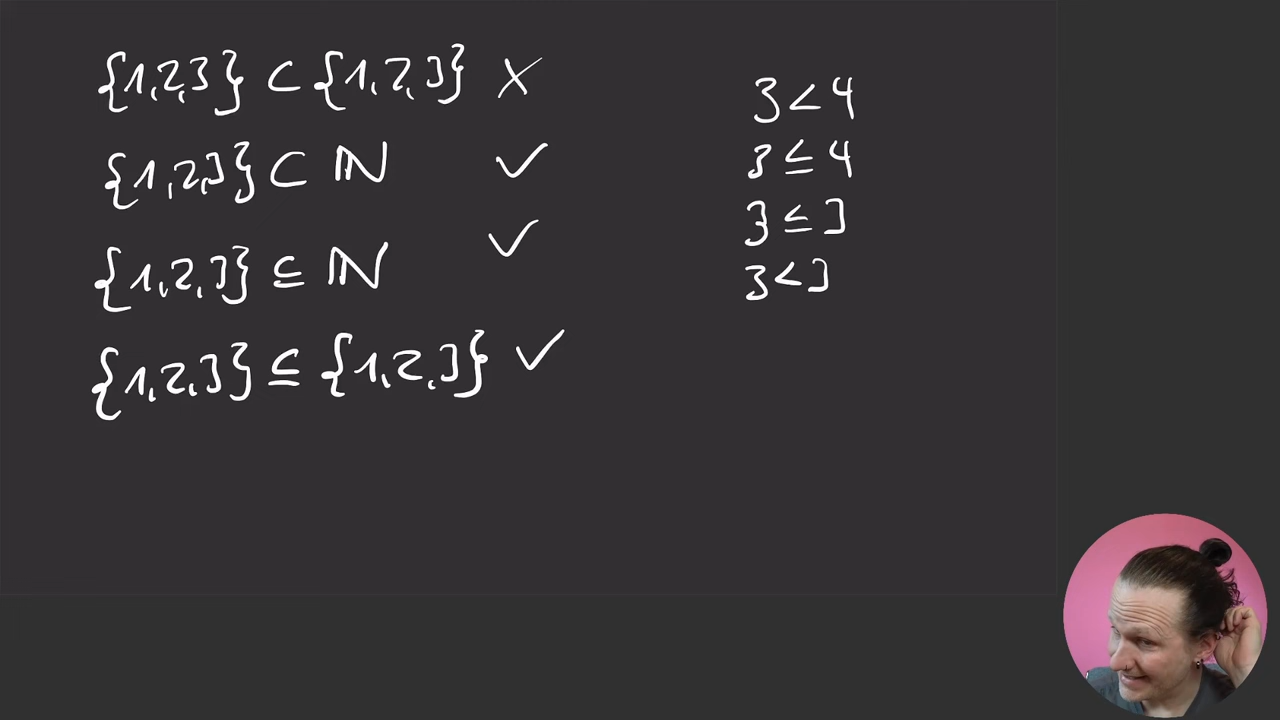 {1,2,3} ⊂ {1,2,3} ✗
{1,2,3} ⊂ ℕ ✓
{1,2,3} ⊆ ℕ ✓
{1,2,3} ⊆ {1,2,3} ✓
3 < 4
3 ≤ 4
3 ≤ 3
3 < 3